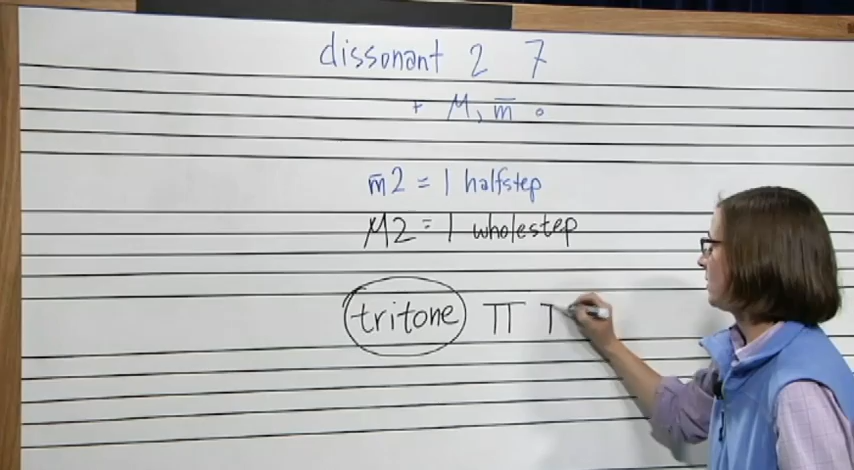 dissonant 2 7
+ M, m̅ o
m̅2 = 1 halfstep
M2 = 1 wholestep
tritone TT T